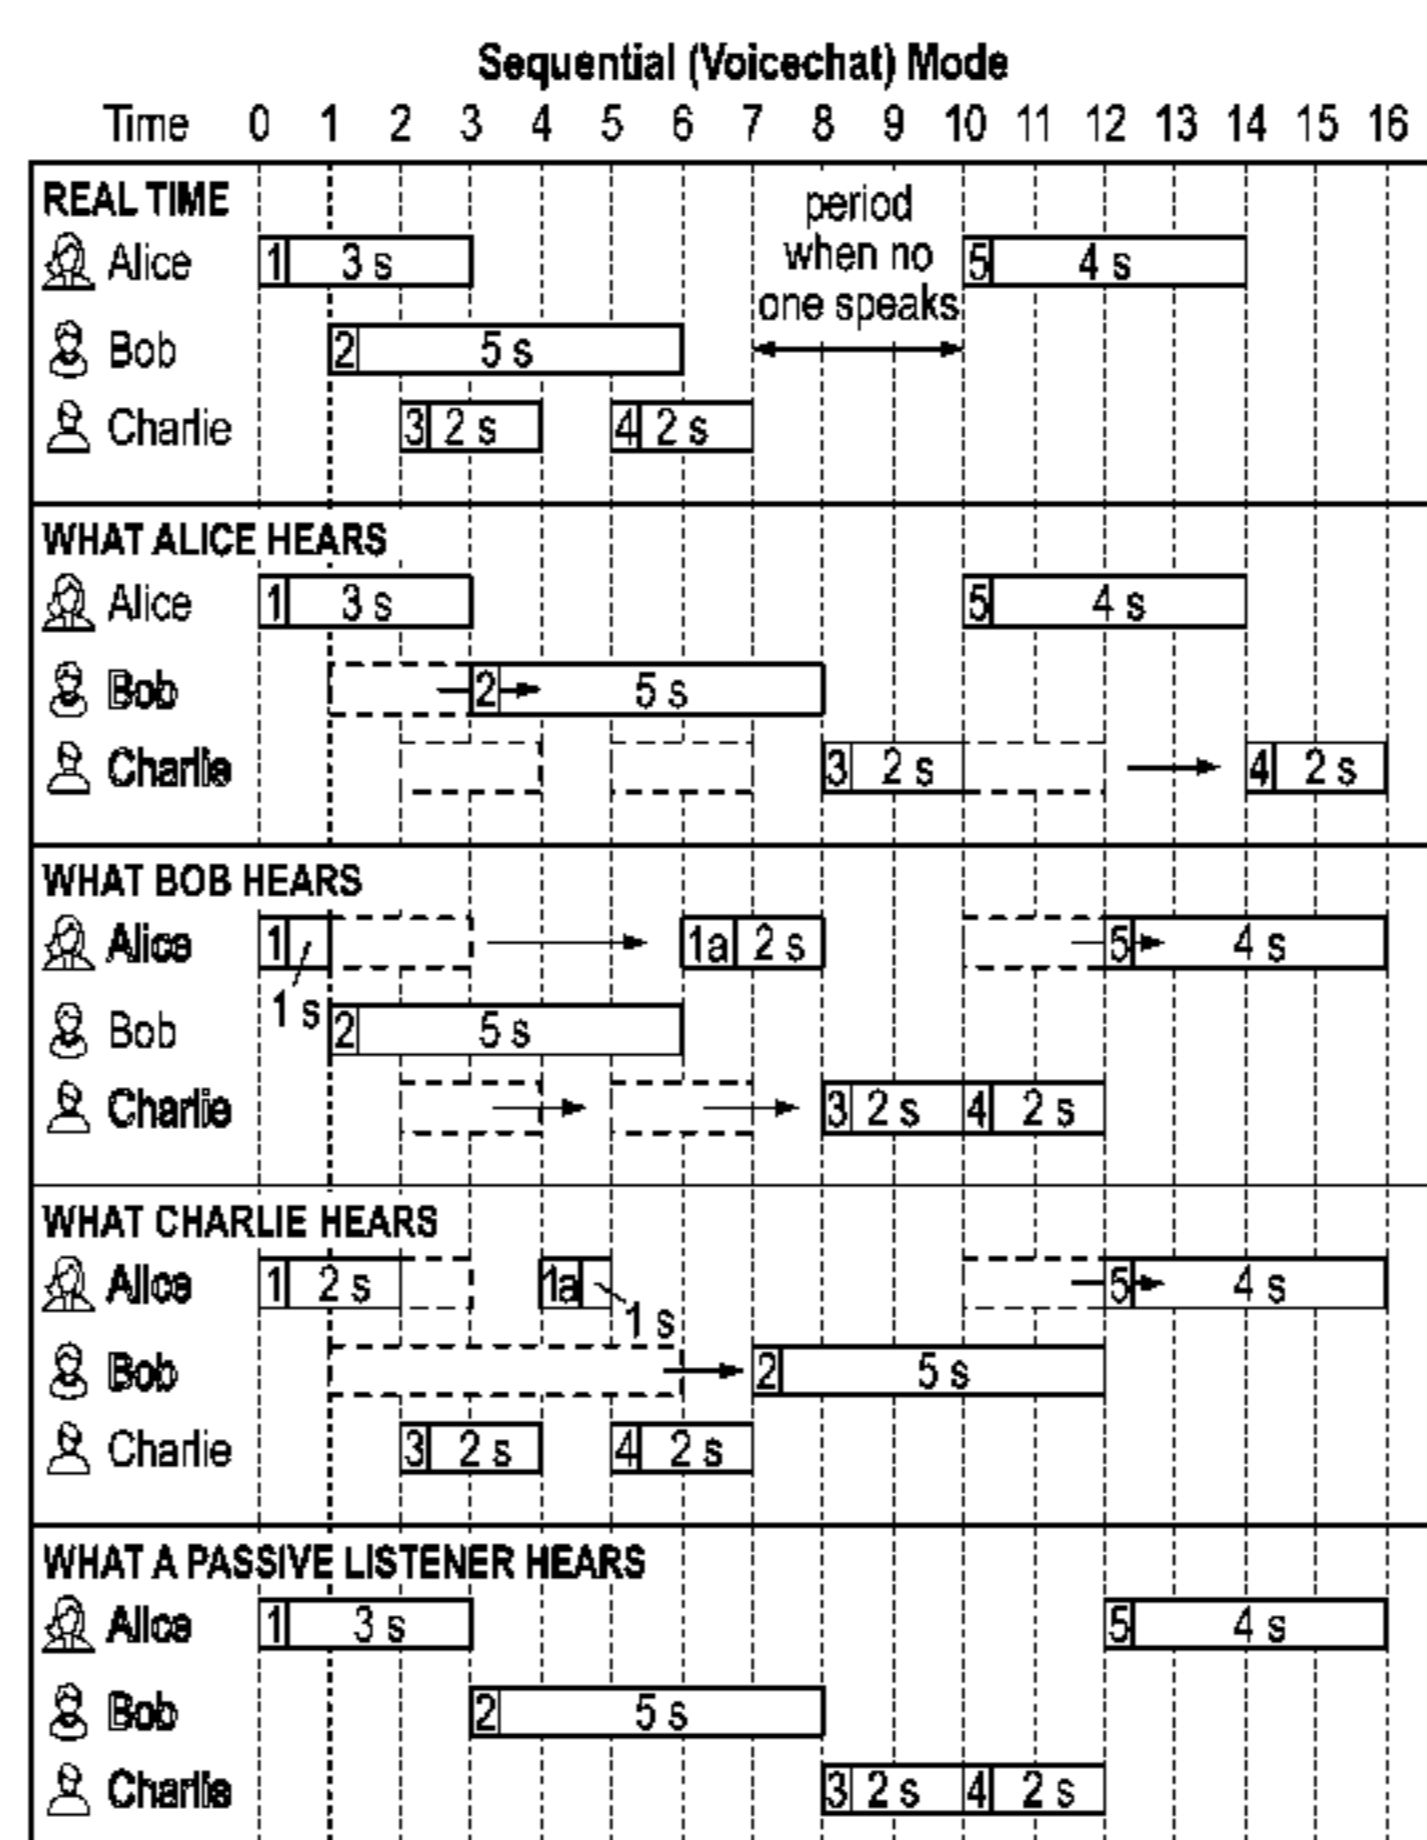 Sequential (Voicechat) Mode
Time 0 1 2 3 4 5 6 7 8 9 10 11 12 13 14 15 16
REAL TIME
Alice 1 3 s 5 4 s
period
when no
one speaks
Bob 2 5 s
Charlie 3 2 s 4 2 s
WHAT ALICE HEARS
Alice 1 3 s 5 4 s
Bob 2 5 s
Charlie 3 2 s 4 2 s
WHAT BOB HEARS
Alice 1 1a 2 s 5 4 s
1 s
Bob 2 5 s
Charlie 3 2 s 4 2 s
WHAT CHARLIE HEARS
Alice 1 2 s 1a 5 4 s
1 s
Bob 2 5 s
Charlie 3 2 s 4 2 s
WHAT A PASSIVE LISTENER HEARS
Alice 1 3 s 5 4 s
Bob 2 5 s
Charlie 3 2 s 4 2 s